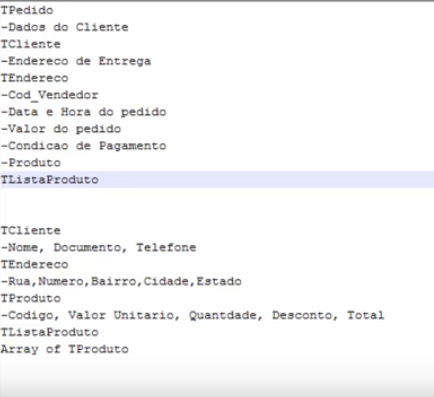 TPedido
-Dados do Cliente
TCliente
-Endereco de Entrega
TEndereco
-Cod_Vendedor
-Data e Hora do pedido
-Valor do pedido
-Condicao de Pagamento
-Produto
TListaProduto
TCliente
-Nome, Documento, Telefone
TEndereco
-Rua,Numero,Bairro,Cidade,Estado
TProduto
-Codigo, Valor Unitario, Quantdade, Desconto, Total
TListaProduto
Array of TProduto